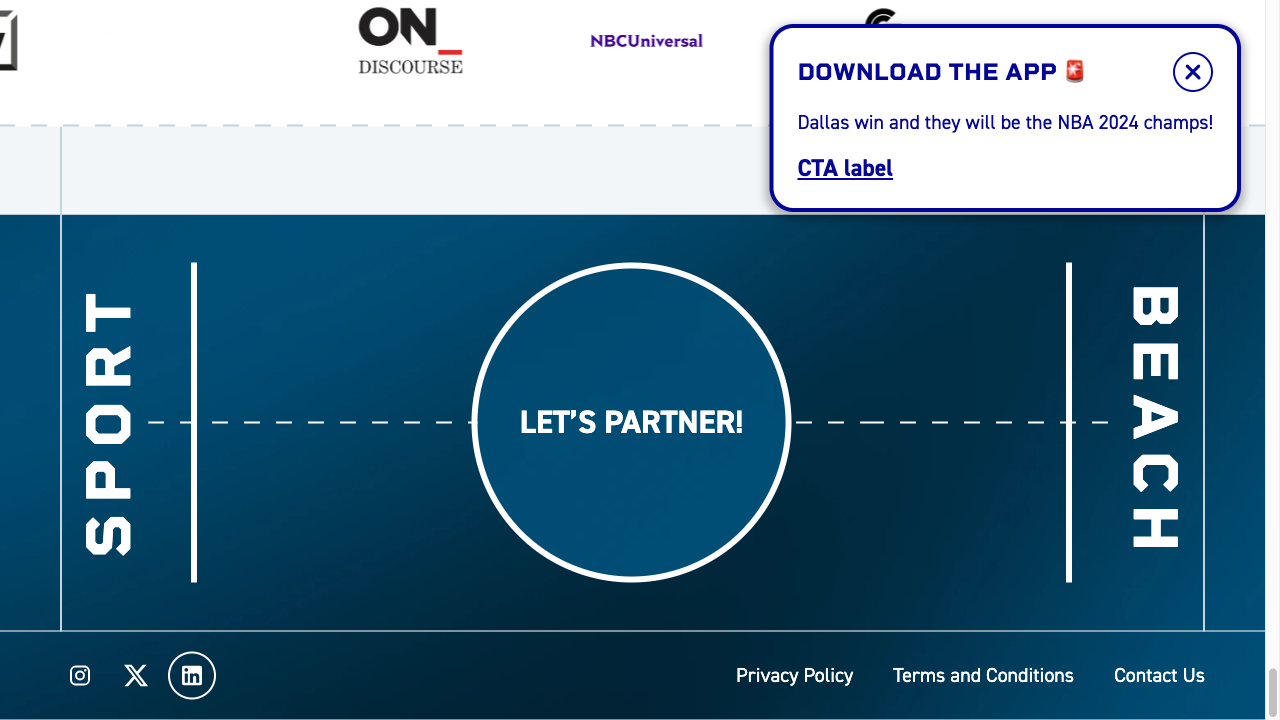 ON_
DISCOURSE
NBCUniversal
DOWNLOAD THE APP 🚨
Dallas win and they will be the NBA 2024 champs!
CTA label
SPORT
LET'S PARTNER!
BEACH
Privacy Policy
Terms and Conditions
Contact Us